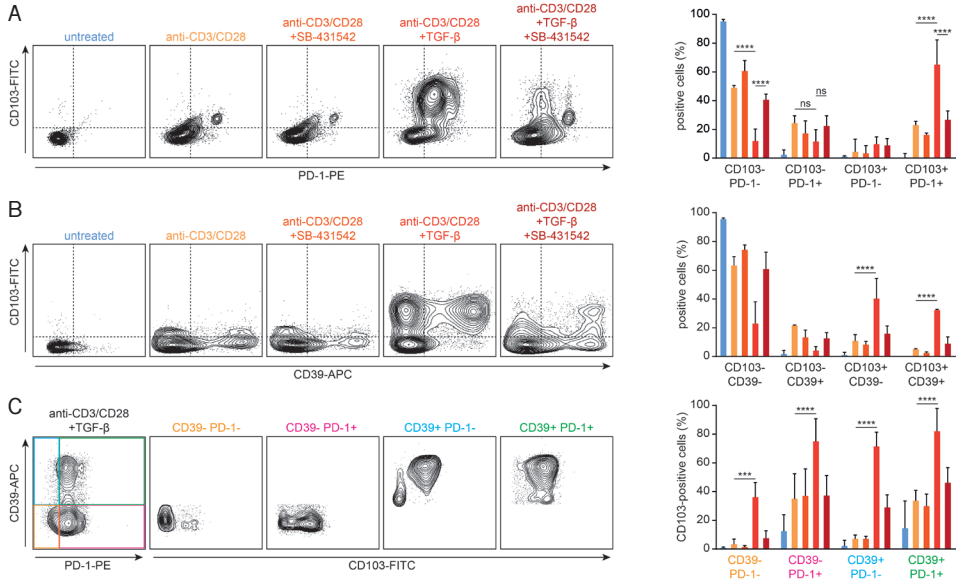 A
untreated
anti-CD3/CD28
anti-CD3/CD28
+SB-431542
anti-CD3/CD28
+TGF-β
anti-CD3/CD28
+TGF-β
+SB-431542
CD103-FITC
PD-1-PE
positive cells (%)
100
80
60
40
20
0
****
****
ns
ns
****
****
CD103-
PD-1-
CD103-
PD-1+
CD103+
PD-1-
CD103+
PD-1+
B
untreated
anti-CD3/CD28
anti-CD3/CD28
+SB-431542
anti-CD3/CD28
+TGF-β
anti-CD3/CD28
+TGF-β
+SB-431542
CD103-FITC
CD39-APC
positive cells (%)
100
80
60
40
20
0
****
****
CD103-
CD39-
CD103-
CD39+
CD103+
CD39-
CD103+
CD39+
C
anti-CD3/CD28
+TGF-β
CD39- PD-1-
CD39- PD-1+
CD39+ PD-1-
CD39+ PD-1+
CD39-APC
PD-1-PE
CD103-FITC
CD103-positive cells (%)
100
80
60
40
20
0
***
****
****
****
CD39-
PD-1-
CD39-
PD-1+
CD39+
PD-1-
CD39+
PD-1+